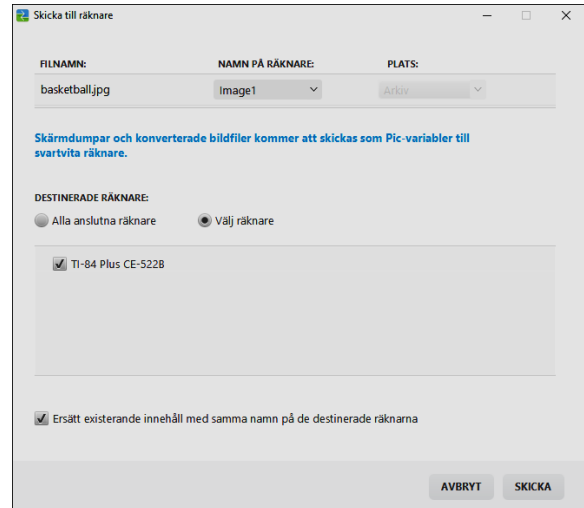 Skicka till räknare
FILNAMN: NAMN PÅ RÄKNARE: PLATS:
basketball.jpg Image1 Arkiv
Skärmdumpar och konverterade bildfiler kommer att skickas som Pic-variabler till
svartvita räknare.
DESTINERADE RÄKNARE:
Alla anslutna räknare Välj räknare
TI-84 Plus CE-522B
Ersätt existerande innehåll med samma namn på de destinerade räknarna
AVBRYT SKICKA